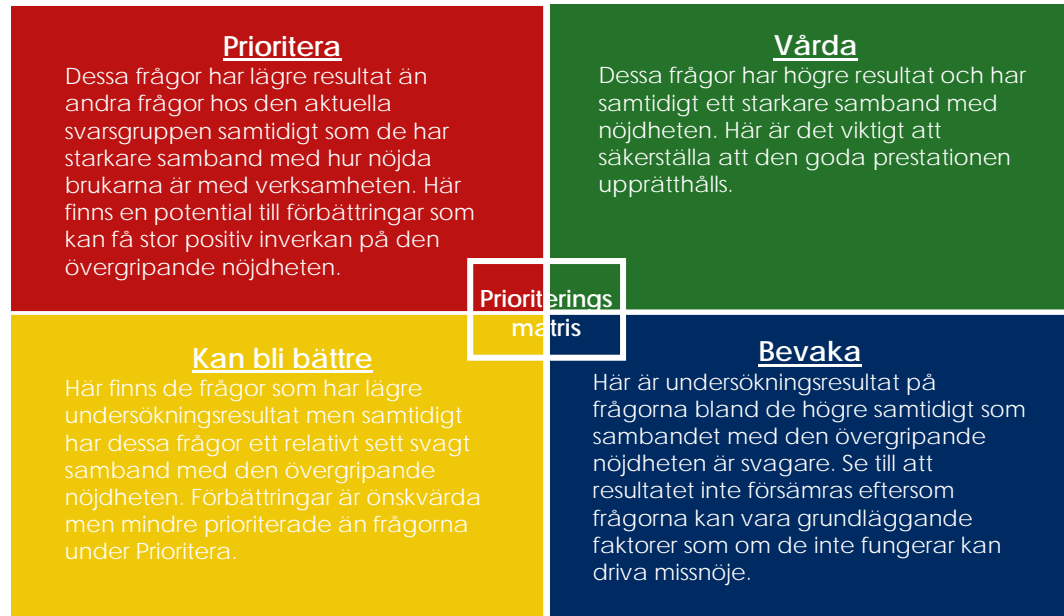 Prioritera
Dessa frågor har lägre resultat än
andra frågor hos den aktuella
svarsgruppen samtidigt som de har
starkare samband med hur nöjda
brukarna är med verksamheten. Här
finns en potential till förbättringar som
kan få stor positiv inverkan på den
övergripande nöjdheten.
Vårda
Dessa frågor har högre resultat och har
samtidigt ett starkare samband med
nöjdheten. Här är det viktigt att
säkerställa att den goda prestationen
upprätthålls.
Prioriterings
matris
Kan bli bättre
Här finns de frågor som har lägre
undersökningsresultat men samtidigt
har dessa frågor ett relativt sett svagt
samband med den övergripande
nöjdheten. Förbättringar är önskvärda
men mindre prioriterade än frågorna
under Prioritera.
Bevaka
Här är undersökningsresultat på
frågorna bland de högre samtidigt som
sambandet med den övergripande
nöjdheten är svagare. Se till att
resultatet inte försämras eftersom
frågorna kan vara grundläggande
faktorer som om de inte fungerar kan
driva missnöje.